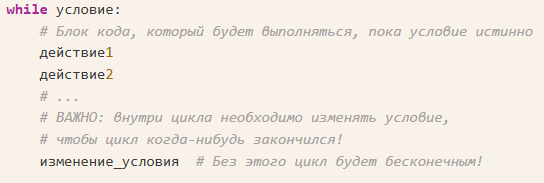 while условие:
# Блок кода, который будет выполняться, пока условие истинно
действие1
действие2
# ...
# ВАЖНО: внутри цикла необходимо изменять условие,
# чтобы цикл когда-нибудь закончился!
изменение_условия  # Без этого цикл будет бесконечным!